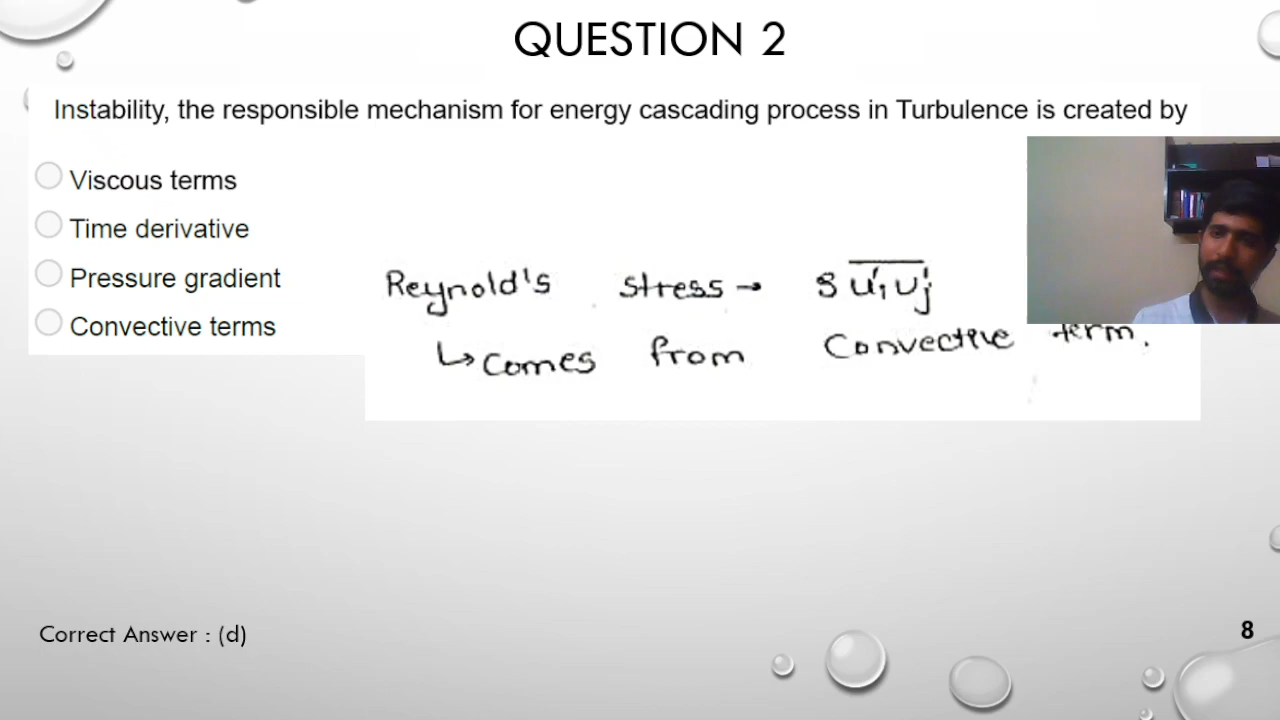 QUESTION 2
Instability, the responsible mechanism for energy cascading process in Turbulence is created by
Viscous terms
Time derivative
Pressure gradient
Convective terms
Reynold's stress →
↳ Comes from Convective term.
Correct Answer : (d)
8